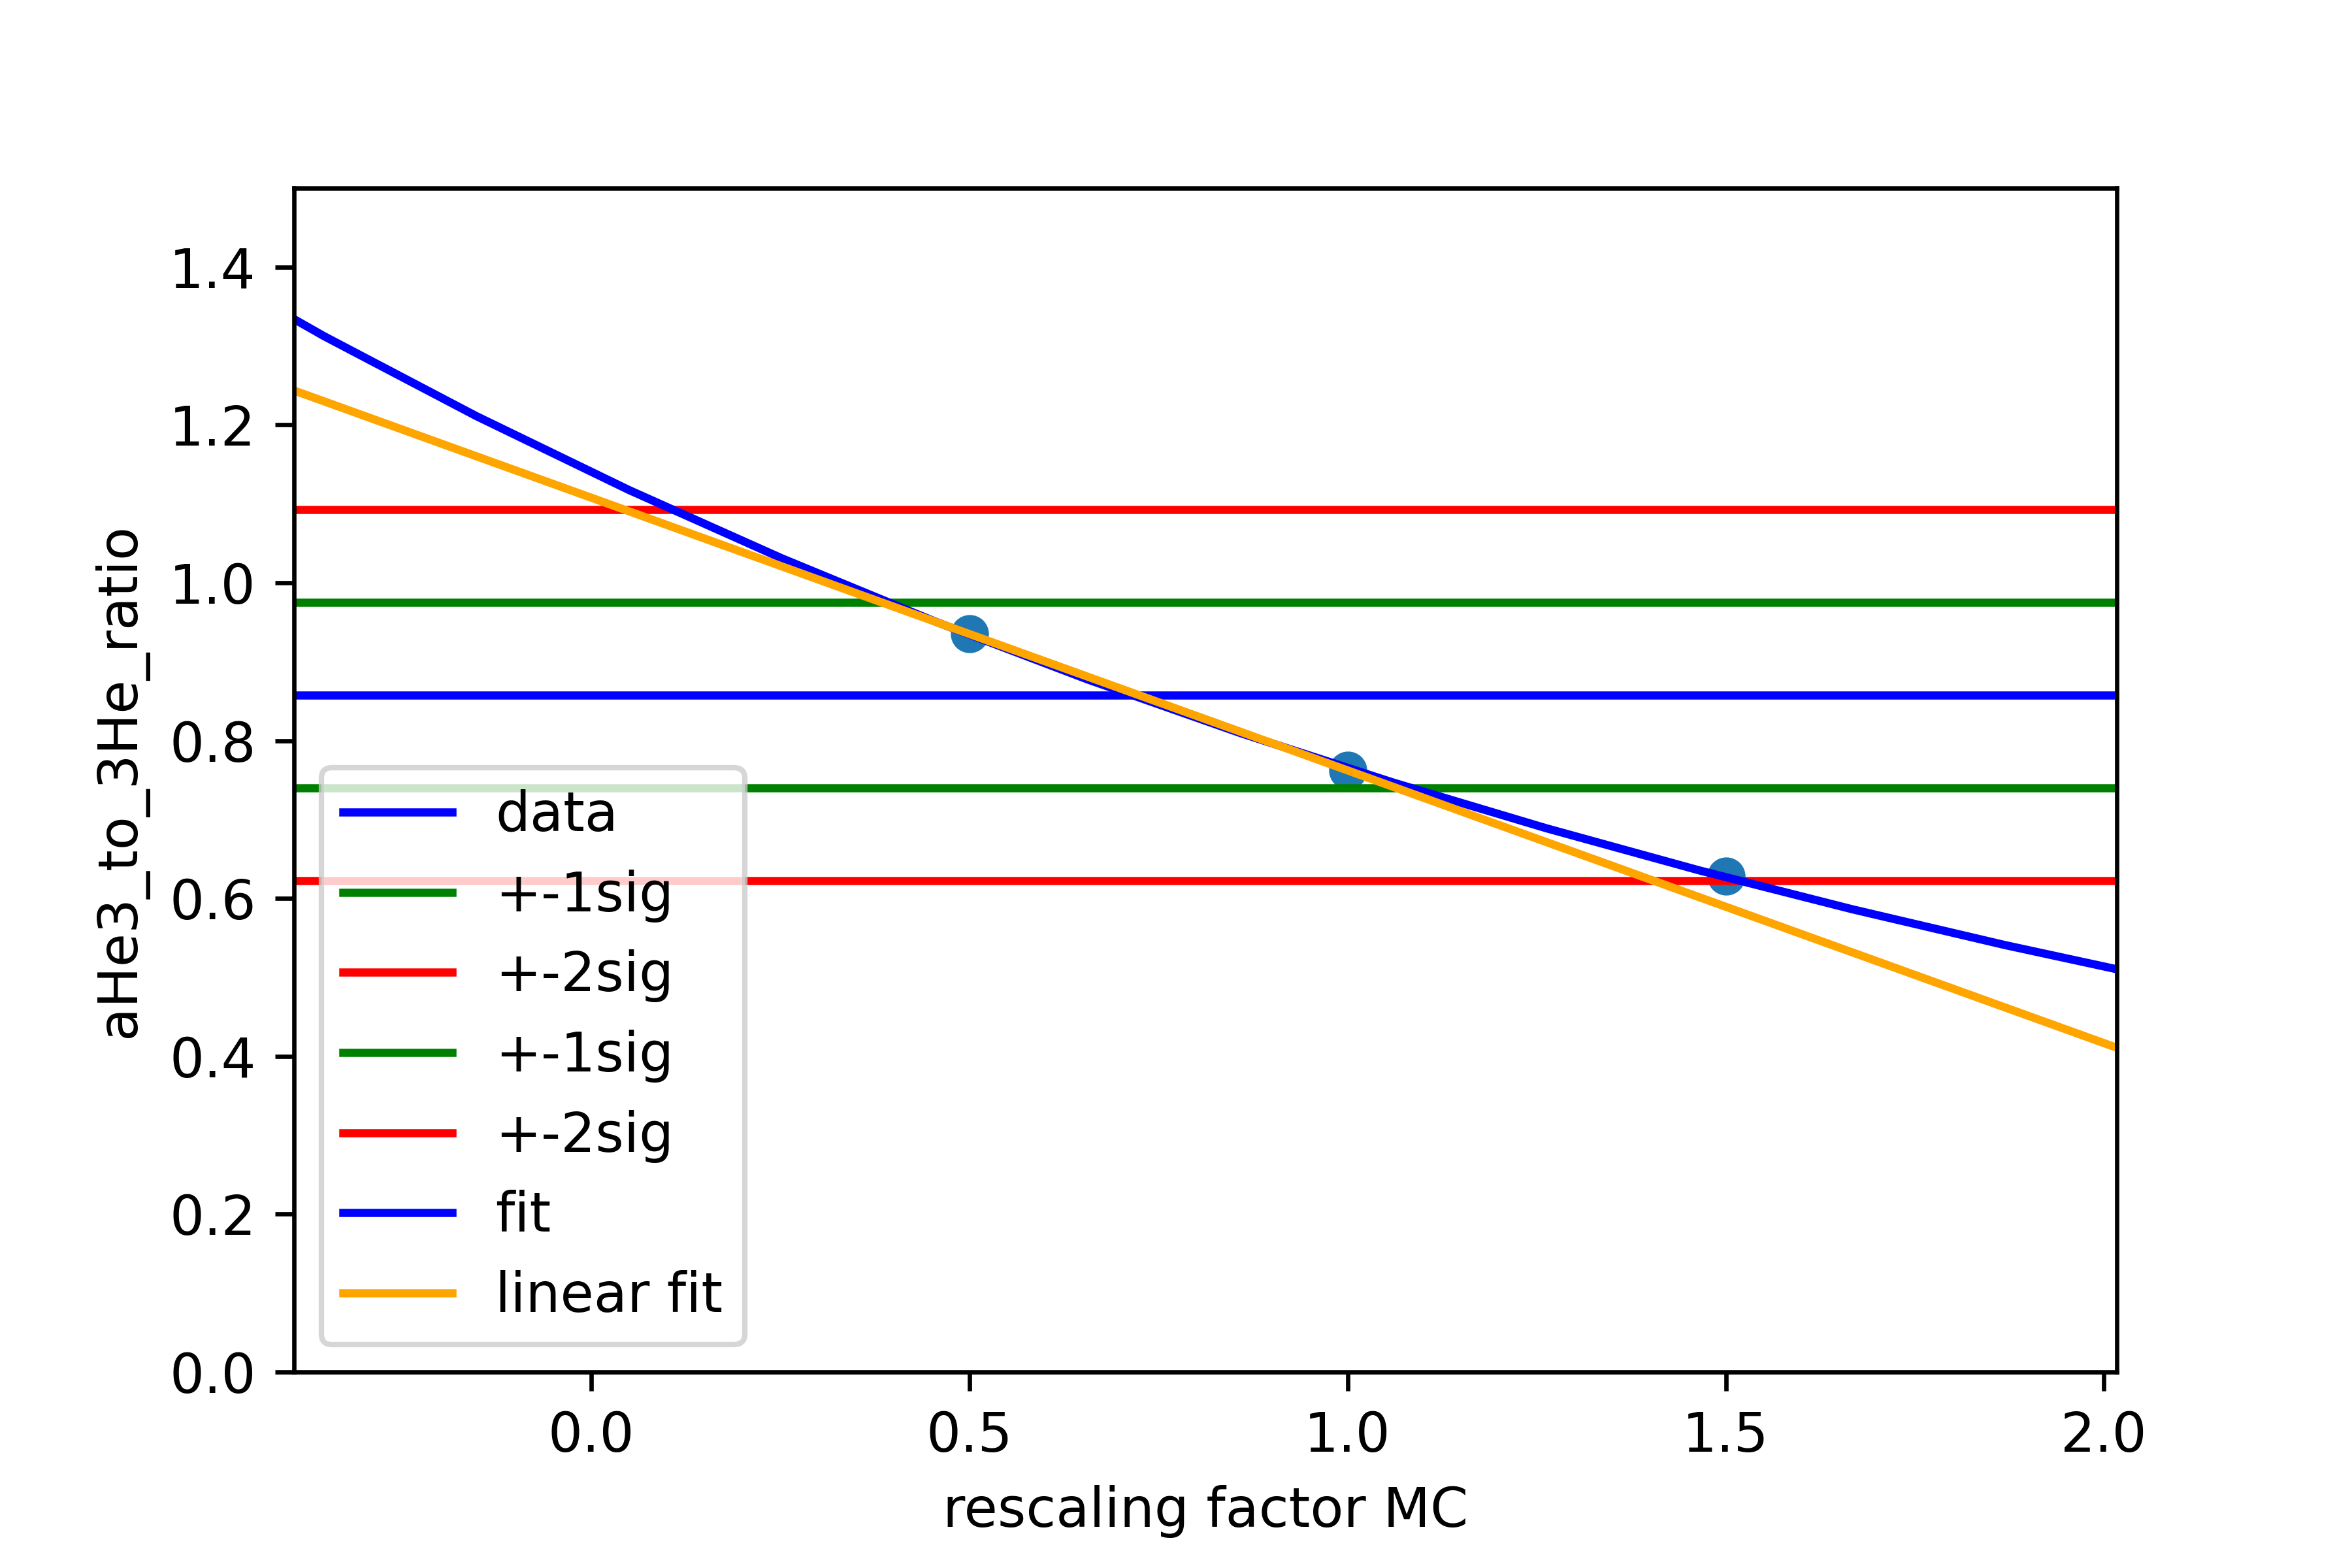 1.4
1.2
1.0
0.8
0.6
0.4
0.2
0.0
aHe3_to_3He_ratio
data
+-1sig
+-2sig
+-1sig
+-2sig
fit
linear fit
0.0 0.5 1.0 1.5 2.0
rescaling factor MC